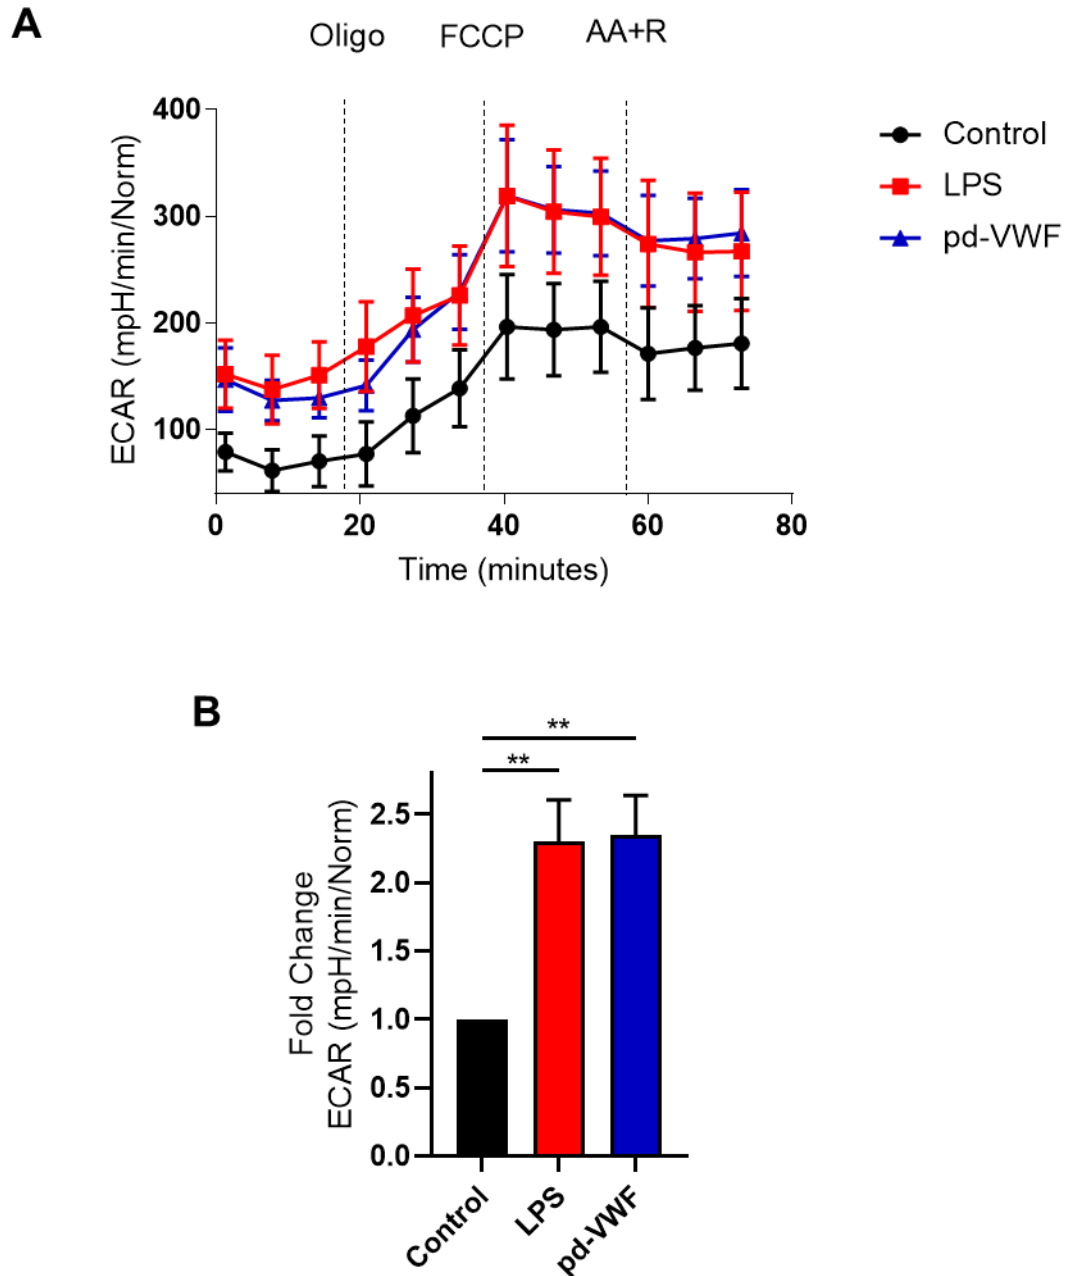 A
Oligo FCCP AA+R
400
300
200
100
ECAR (mpH/min/Norm)
0 20 40 60 80
Time (minutes)
Control
LPS
pd-VWF
B
**
**
2.5
2.0
1.5
1.0
0.5
0.0
Fold Change
ECAR (mpH/min/Norm)
Control
LPS
pd-VWF